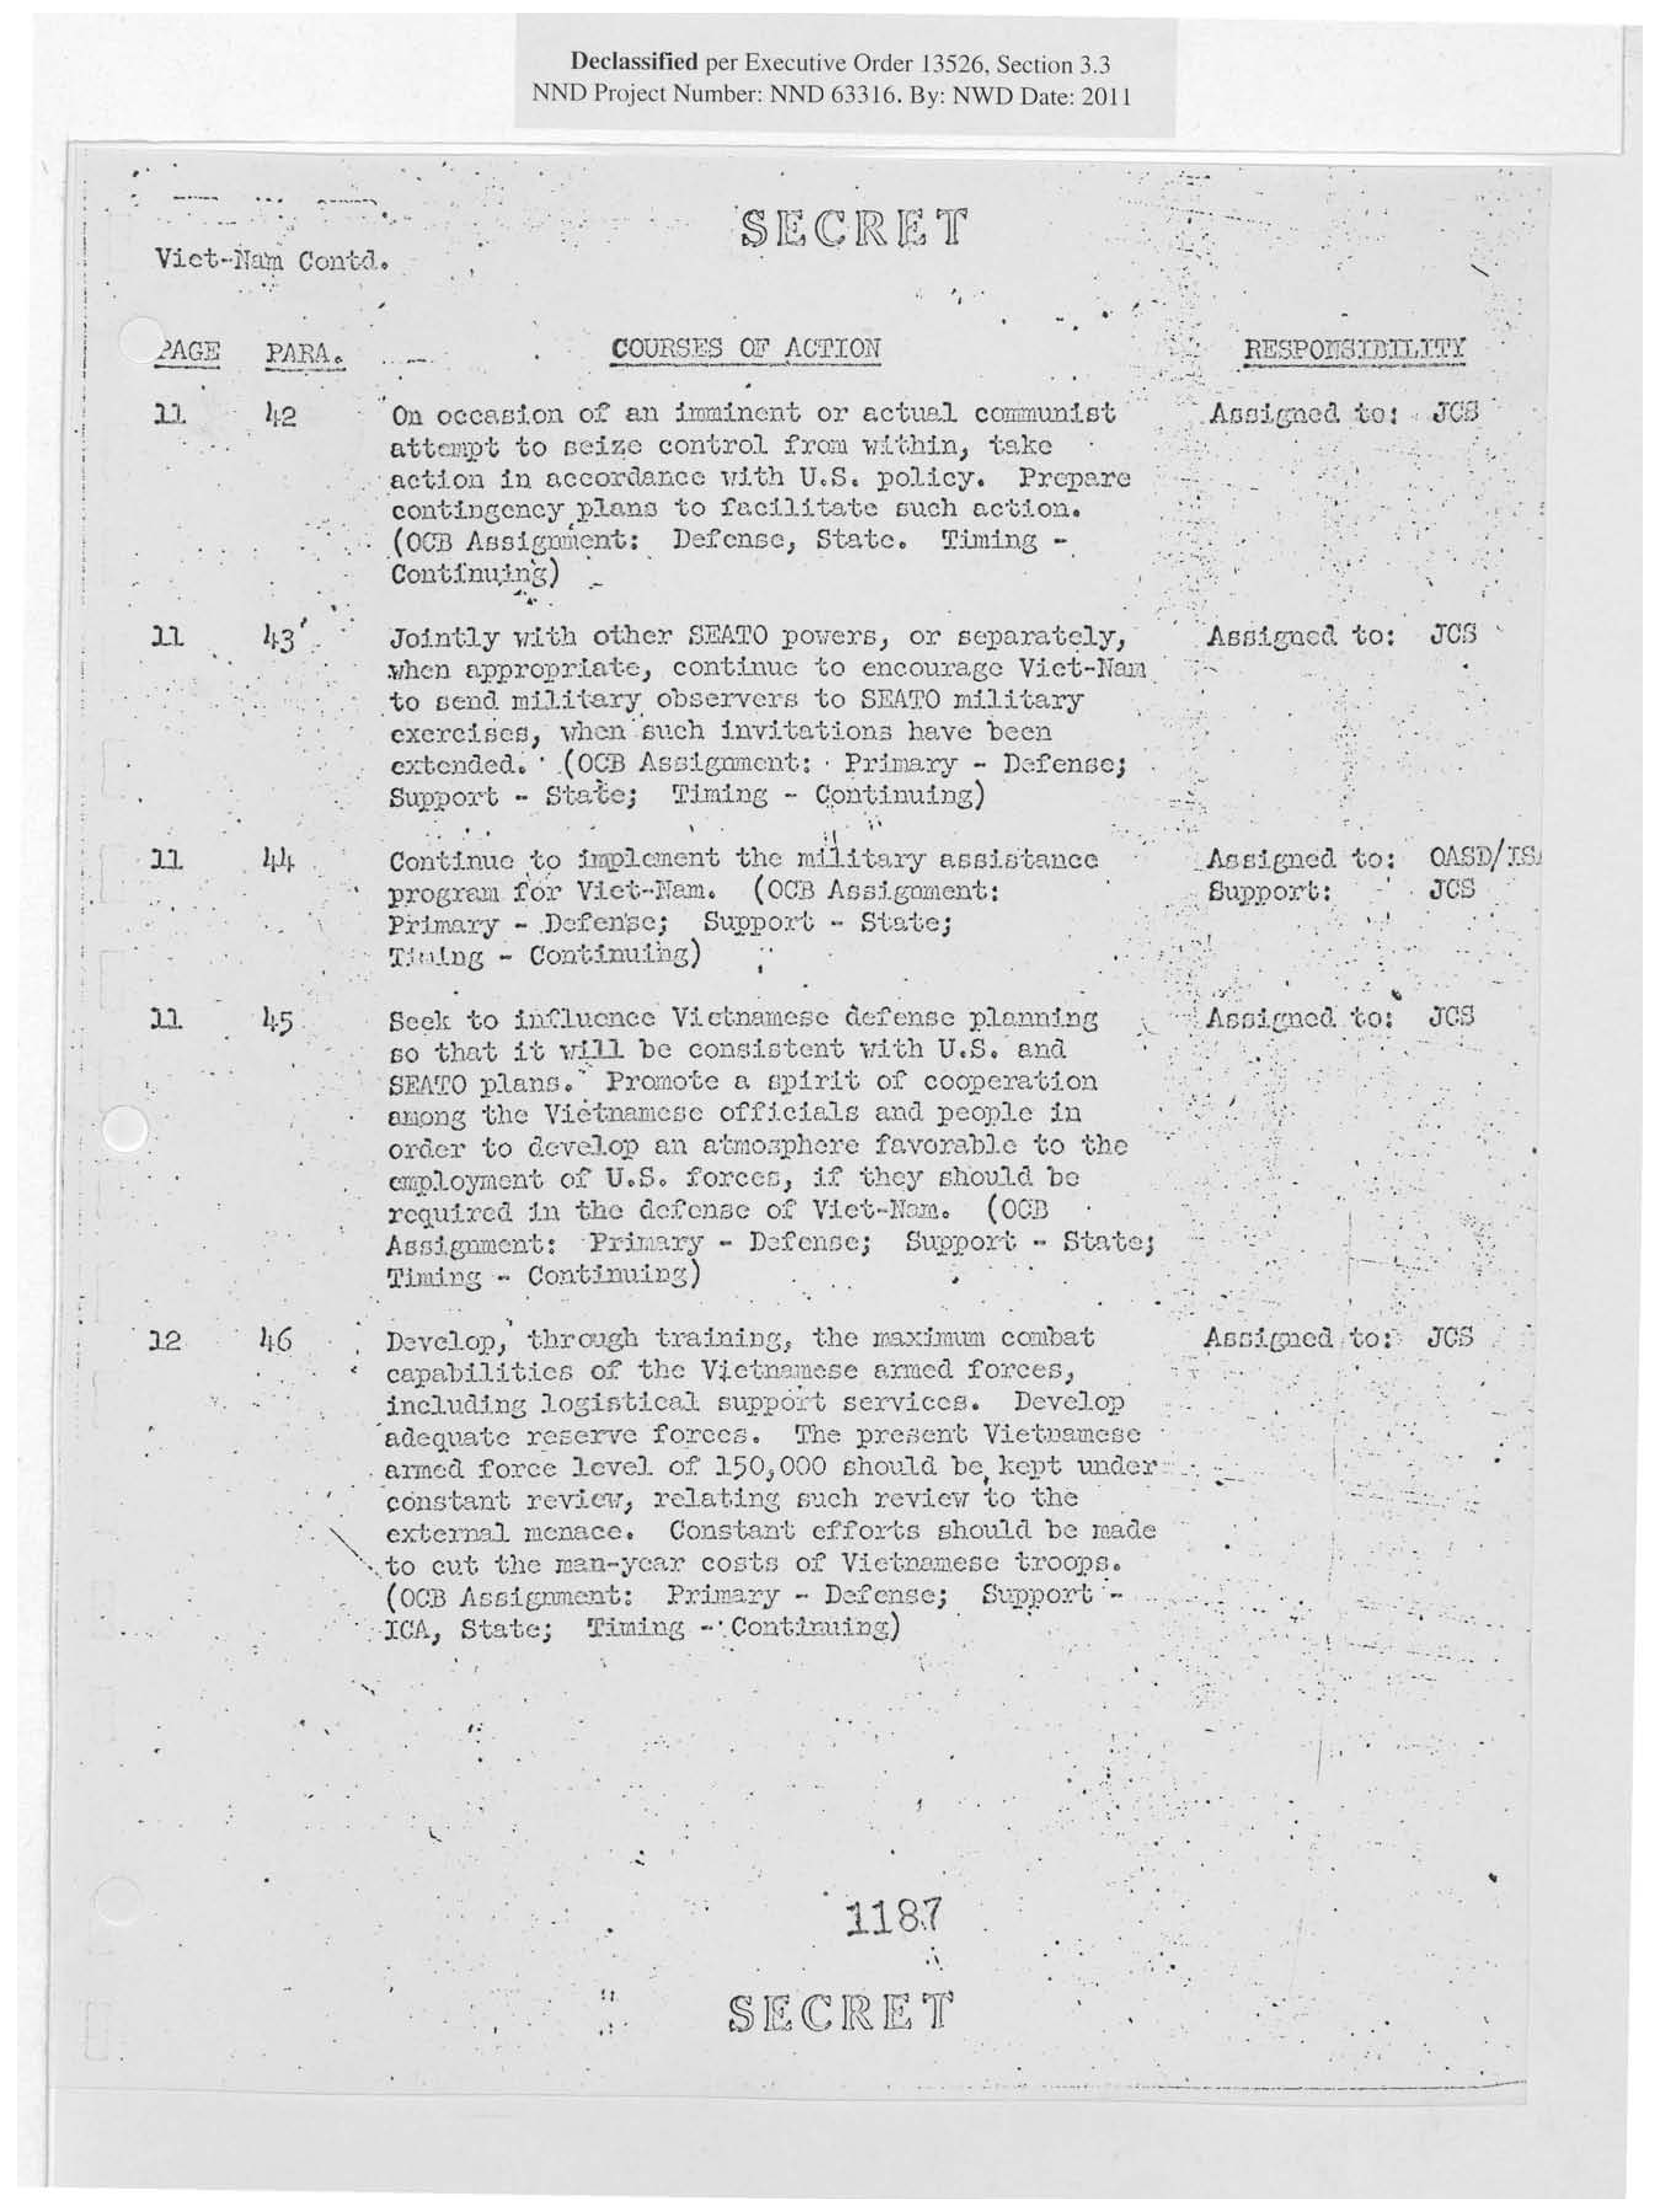 Declassified per Executive Order 13526, Section 3.3
NND Project Number: NND 63316. By: NWD Date: 2011
SECRET
Viet-Nam Contd.
PAGE PARA. COURSES OF ACTION RESPONSIBILITY
11 42 On occasion of an imminent or actual communist Assigned to: JCS
attempt to seize control from within, take
action in accordance with U.S. policy. Prepare
contingency plans to facilitate such action.
(OCB Assignment: Defense, State. Timing -
Continuing)
11 43 Jointly with other SEATO powers, or separately, Assigned to: JCS
when appropriate, continue to encourage Viet-Nam
to send military observers to SEATO military
exercises, when such invitations have been
extended. (OCB Assignment: Primary - Defense;
Support - State; Timing - Continuing)
11 44 Continue to implement the military assistance Assigned to: OASD/ISA
program for Viet-Nam. (OCB Assignment: Support: JCS
Primary - Defense; Support - State;
Timing - Continuing)
11 45 Seek to influence Vietnamese defense planning Assigned to: JCS
so that it will be consistent with U.S. and
SEATO plans. Promote a spirit of cooperation
among the Vietnamese officials and people in
order to develop an atmosphere favorable to the
employment of U.S. forces, if they should be
required in the defense of Viet-Nam. (OCB
Assignment: Primary - Defense; Support - State;
Timing - Continuing)
12 46 Develop, through training, the maximum combat Assigned to: JCS
capabilities of the Vietnamese armed forces,
including logistical support services. Develop
adequate reserve forces. The present Vietnamese
armed force level of 150,000 should be kept under
constant review, relating such review to the
external menace. Constant efforts should be made
to cut the man-year costs of Vietnamese troops.
(OCB Assignment: Primary - Defense; Support -
ICA, State; Timing - Continuing)
1187
SECRET